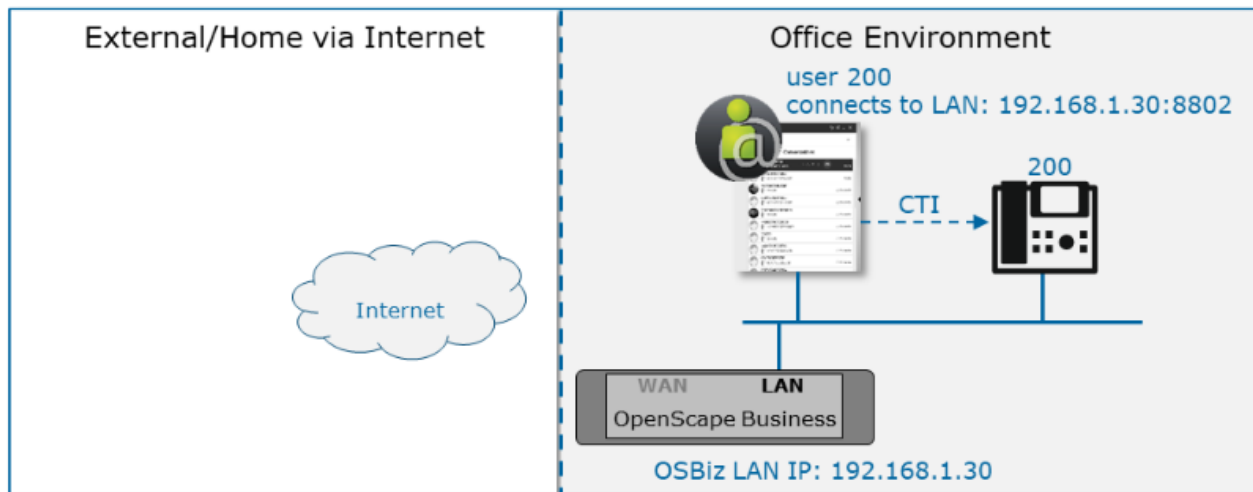 External/Home via Internet
Office Environment
user 200
connects to LAN: 192.168.1.30:8802
@
200
CTI
Internet
WAN LAN
OpenScape Business
OSBiz LAN IP: 192.168.1.30